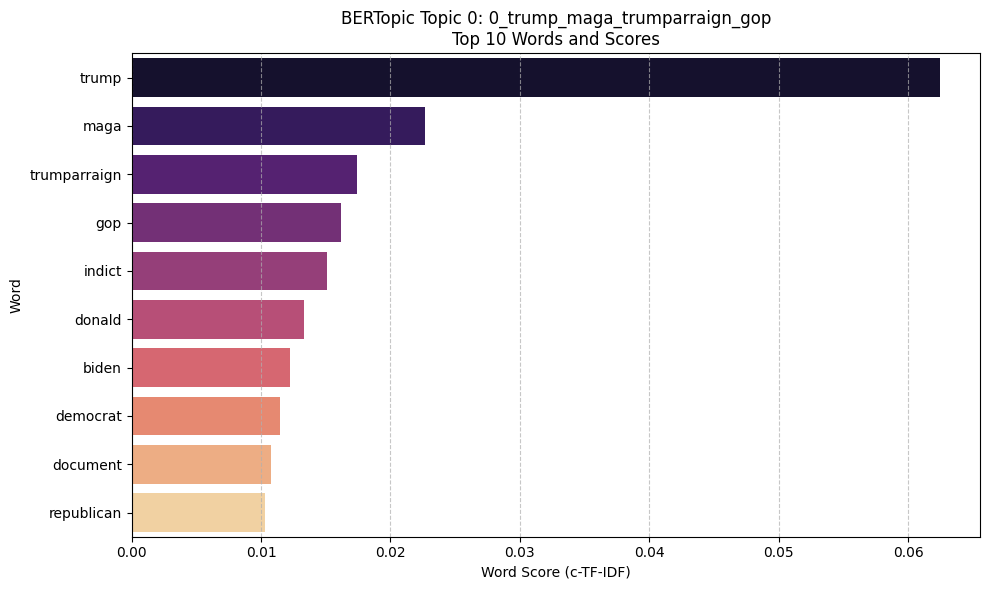 BERTopic Topic 0: 0_trump_maga_trumparraign_gop
Top 10 Words and Scores
Word
trump
maga
trumparraign
gop
indict
donald
biden
democrat
document
republican
0.00 0.01 0.02 0.03 0.04 0.05 0.06
Word Score (c-TF-IDF)